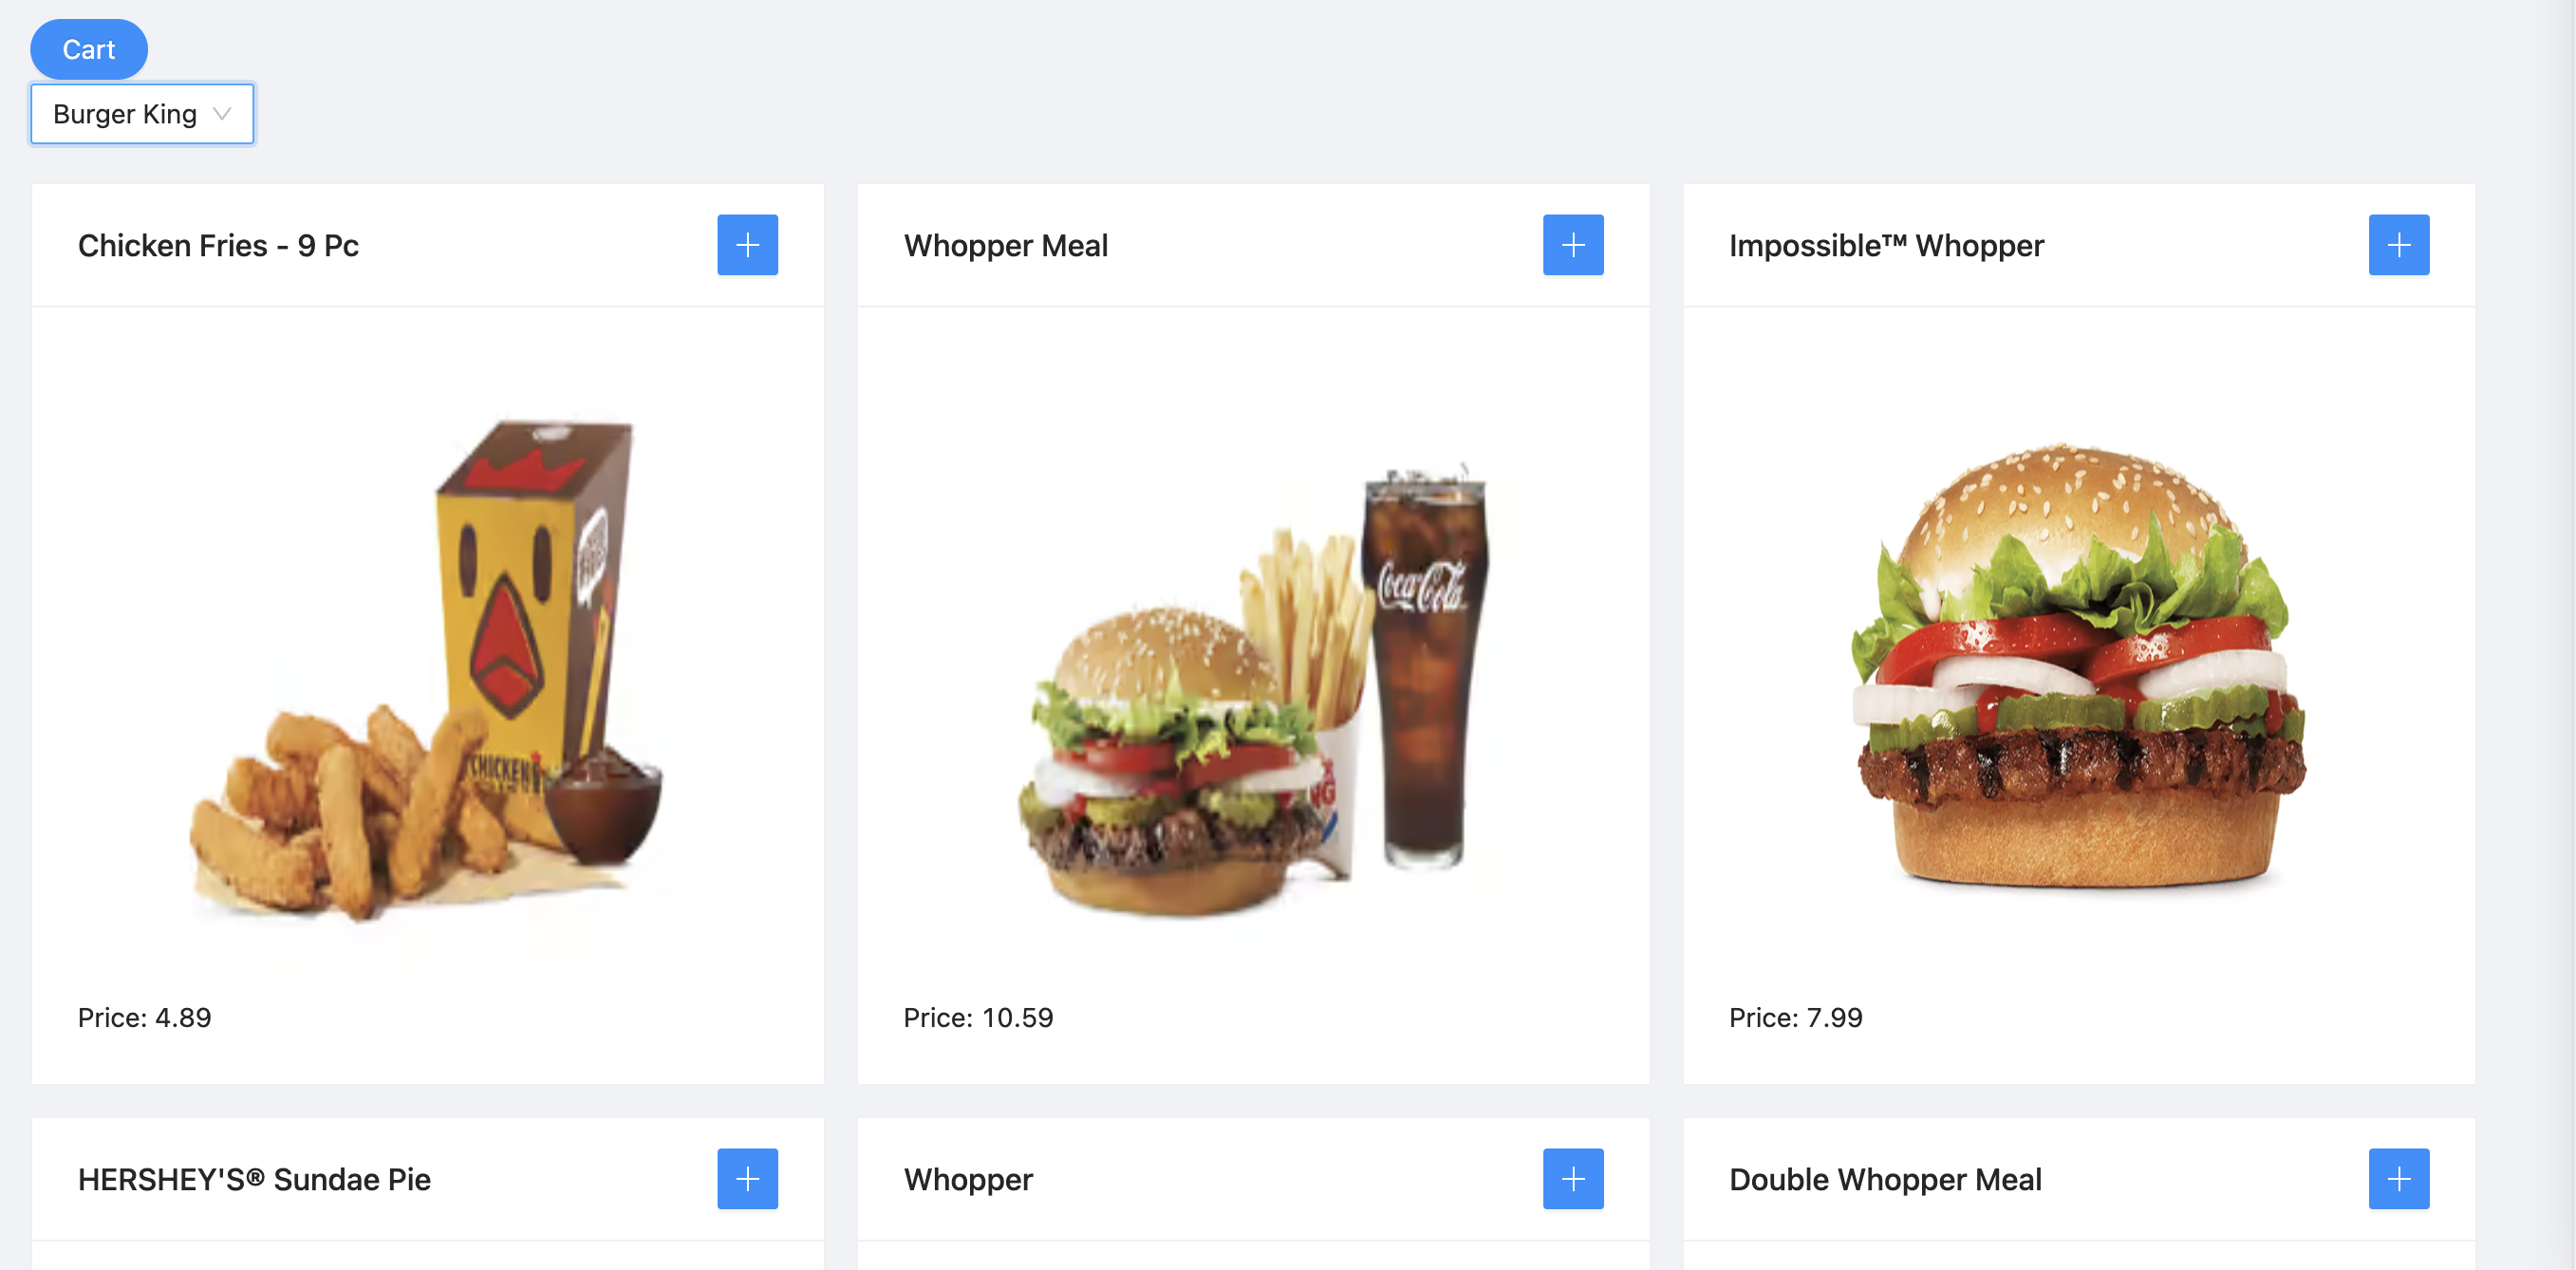 Cart
Burger King
Chicken Fries - 9 Pc
Whopper Meal
Impossible™ Whopper
CHICKEN
Coca-Cola
NG
Price: 4.89
Price: 10.59
Price: 7.99
HERSHEY'S® Sundae Pie
Whopper
Double Whopper Meal